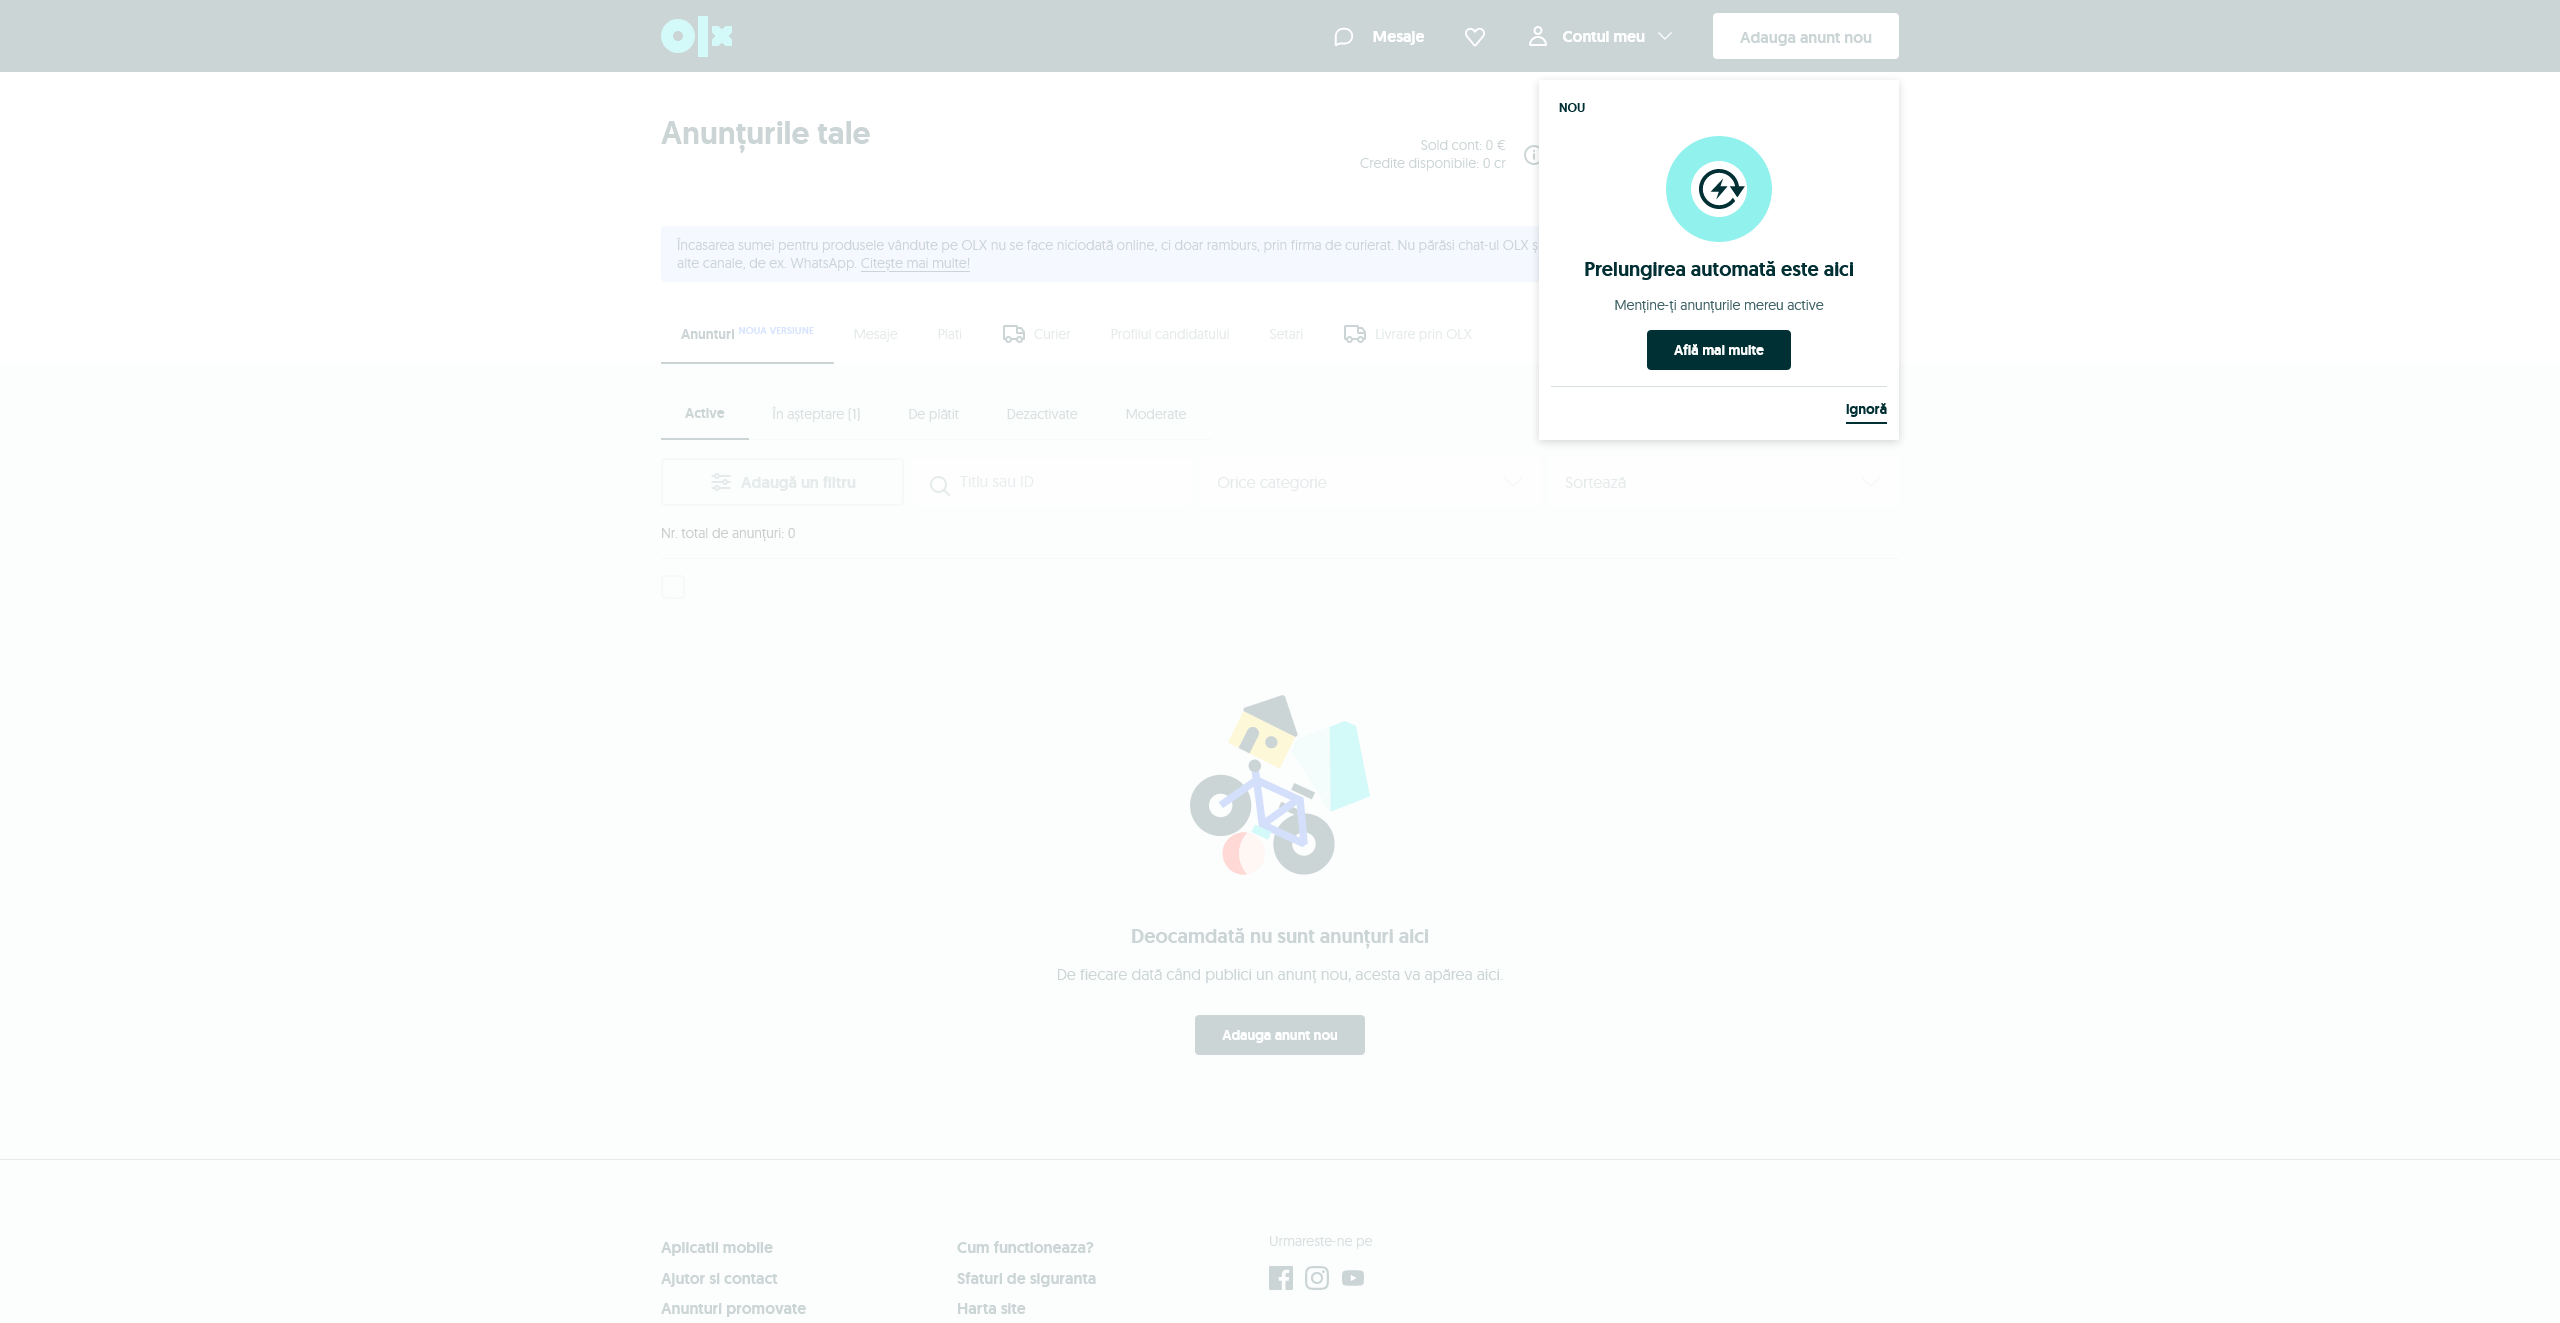 olx
Mesaje
Contul meu
Adauga anunt nou
NOU
Prelungirea automată este aici
Menține-ți anunțurile mereu active
Află mai multe
Ignoră
Anunțurile tale
Sold cont: 0 €
Credite disponibile: 0 cr
Încasarea sumei pentru produsele vândute pe OLX nu se face niciodată online, ci doar ramburs, prin firma de curierat. Nu părăsi chat-ul OLX ș
alte canale, de ex. WhatsApp. Citește mai multe!
Anunturi NOUA VERSIUNE
Mesaje
Plati
Curier
Profilul candidatului
Setari
Livrare prin OLX
Active
În așteptare (1)
De plătit
Dezactivate
Moderate
Adaugă un filtru
Titlu sau ID
Orice categorie
Sortează
Nr. total de anunțuri: 0
Deocamdată nu sunt anunțuri aici
De fiecare dată când publici un anunț nou, acesta va apărea aici.
Adauga anunt nou
Aplicatii mobile
Ajutor si contact
Anunturi promovate
Cum functioneaza?
Sfaturi de siguranta
Harta site
Urmareste-ne pe